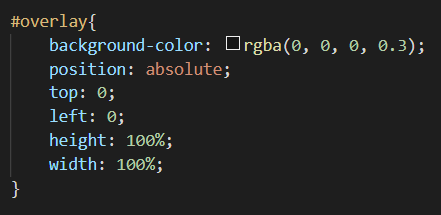 #overlay{
    background-color: rgba(0, 0, 0, 0.3);
    position: absolute;
    top: 0;
    left: 0;
    height: 100%;
    width: 100%;
}